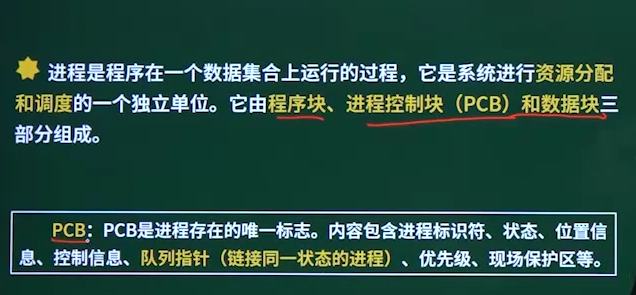 进程是程序在一个数据集合上运行的过程，它是系统进行资源分配
和调度的一个独立单位。它由程序块、进程控制块（PCB）和数据块三
部分组成。
PCB：PCB是进程存在的唯一标志。内容包含进程标识符、状态、位置信
息、控制信息、队列指针（链接同一状态的进程）、优先级、现场保护区等。